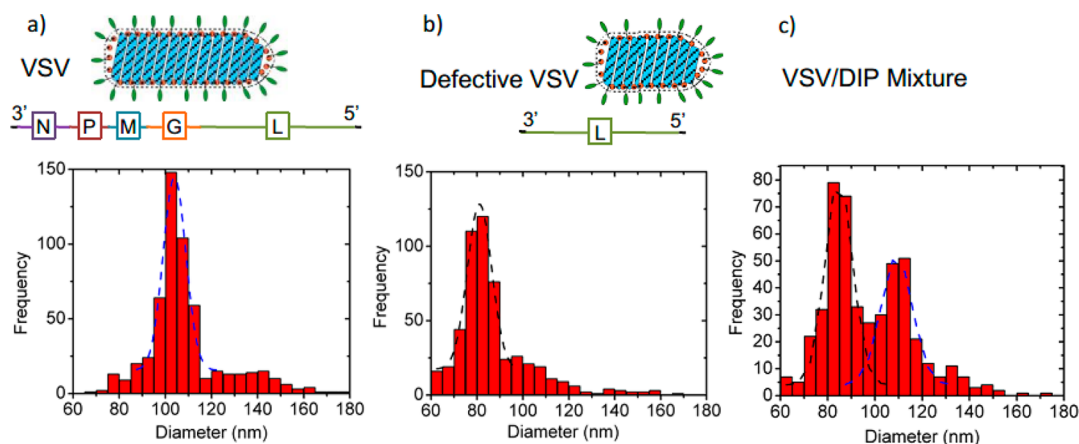 a)
VSV
3’ N P M G L 5’
150
100
50
0
60 80 100 120 140 160 180
Diameter (nm)
Frequency
b)
Defective VSV
3’ L 5’
150
100
50
0
60 80 100 120 140 160 180
Diameter (nm)
Frequency
c)
VSV/DIP Mixture
80
70
60
50
40
30
20
10
0
60 80 100 120 140 160 180
Diameter (nm)
Frequency